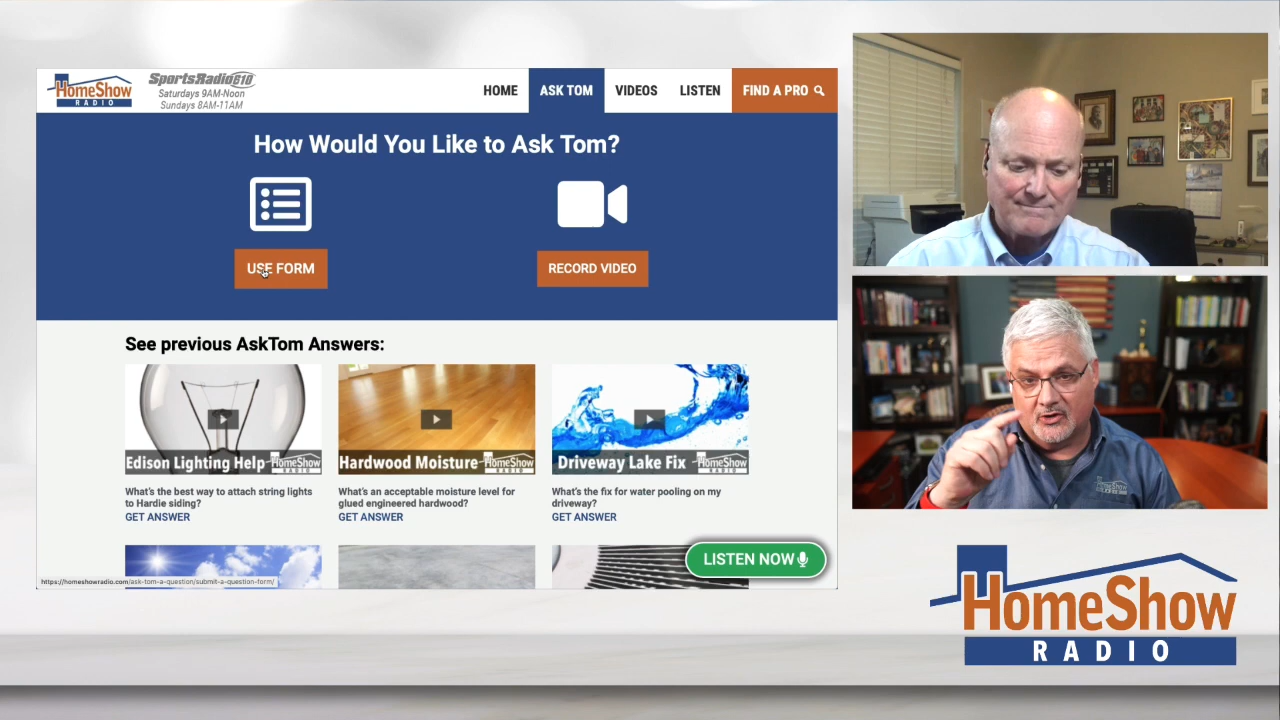 HomeShow
RADIO
SportsRadio610
Saturdays 9AM-Noon
Sundays 8AM-11AM
HOME
ASK TOM
VIDEOS
LISTEN
FIND A PRO
How Would You Like to Ask Tom?
USE FORM
RECORD VIDEO
See previous AskTom Answers:
Edison Lighting Help
HomeShow
RADIO
Hardwood Moisture
HomeShow
RADIO
Driveway Lake Fix
HomeShow
RADIO
What's the best way to attach string lights
to Hardie siding?
GET ANSWER
What's an acceptable moisture level for
glued engineered hardwood?
GET ANSWER
What's the fix for water pooling on my
driveway?
GET ANSWER
LISTEN NOW
https://homeshowradio.com/ask-tom-a-question/submit-a-question-form/
HomeShow
HomeShow
RADIO